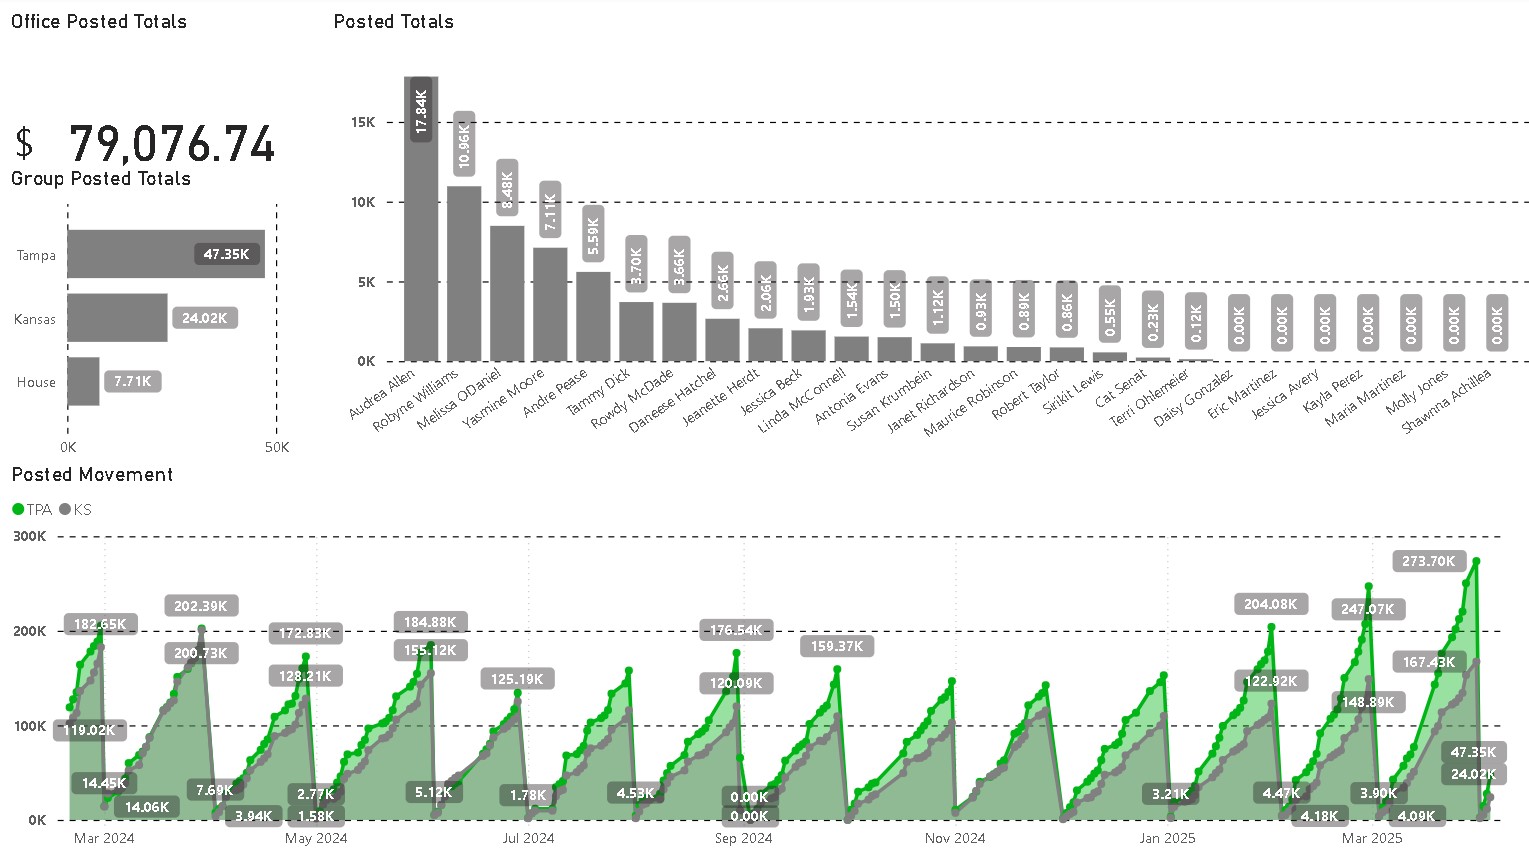 Office Posted Totals
Posted Totals
$ 79,076.74
Group Posted Totals
Tampa
47.35K
Kansas
24.02K
House
7.71K
0K
50K
15K
10K
5K
0K
17.84K
10.96K
8.48K
7.11K
5.59K
3.70K
3.66K
2.66K
2.06K
1.93K
1.54K
1.50K
1.12K
0.93K
0.89K
0.86K
0.55K
0.23K
0.12K
0.00K
0.00K
0.00K
0.00K
0.00K
0.00K
0.00K
Audrea Allen
Robyne Williams
Melissa ODaniel
Yasmine Moore
Andre Pease
Tammy Dick
Rowdy McDade
Daneese Hatchel
Jeanette Herdt
Jessica Beck
Linda McConnell
Antonia Evans
Susan Krumbein
Janet Richardson
Maurice Robinson
Robert Taylor
Sirikit Lewis
Cat Senat
Terri Ohlemeier
Daisy Gonzalez
Eric Martinez
Jessica Avery
Kayla Perez
Maria Martinez
Molly Jones
Shawnna Achillea
Posted Movement
TPA KS
300K
200K
100K
0K
182.65K
119.02K
14.45K
14.06K
202.39K
200.73K
7.69K
3.94K
172.83K
128.21K
2.77K
1.58K
184.88K
155.12K
5.12K
125.19K
1.78K
4.53K
176.54K
120.09K
0.00K
0.00K
159.37K
3.21K
204.08K
122.92K
4.47K
4.18K
247.07K
148.89K
3.90K
4.09K
273.70K
167.43K
47.35K
24.02K
Mar 2024
May 2024
Jul 2024
Sep 2024
Nov 2024
Jan 2025
Mar 2025